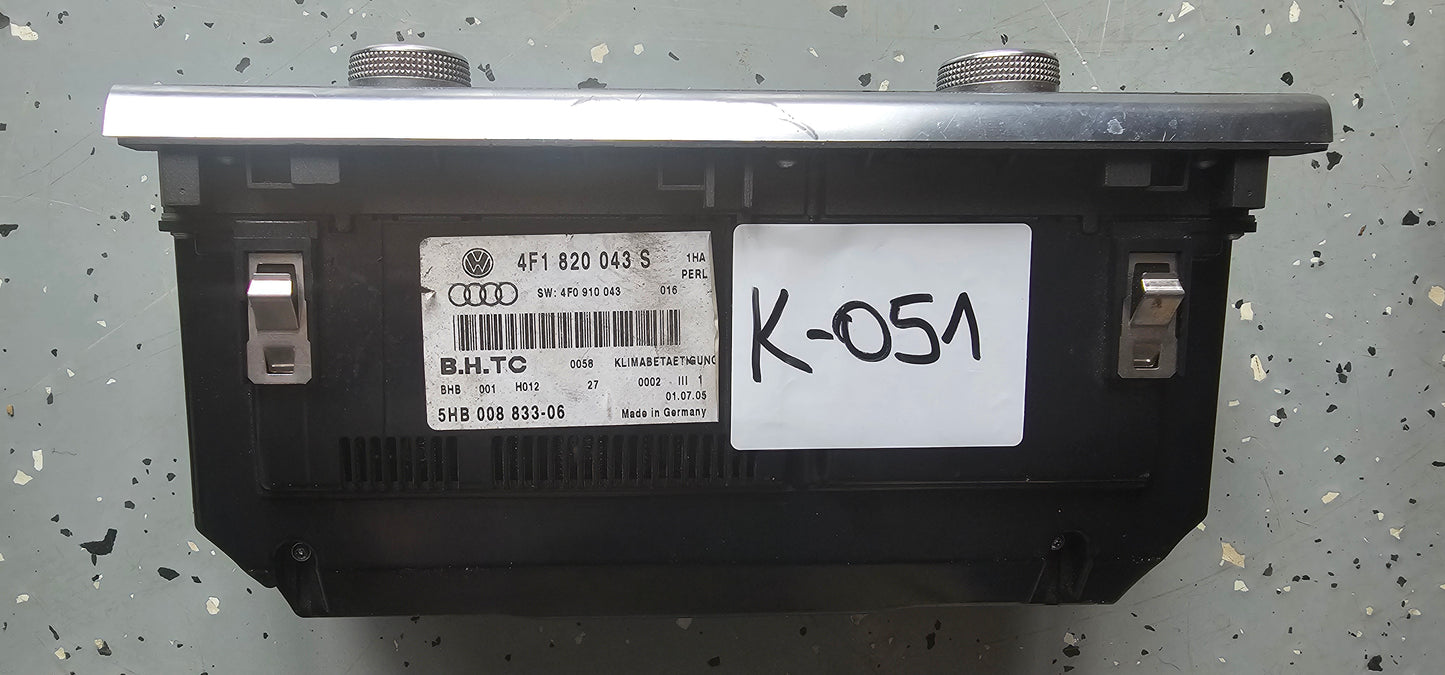 4F1 820 043 S 1HA
PERL
SW: 4F0 910 043 016
B.H.TC 0058 KLIMABETAETIGUNG
BHB 001 H012 27 0002 III 1
01.07.05
5HB 008 833-06 Made in Germany
K-051